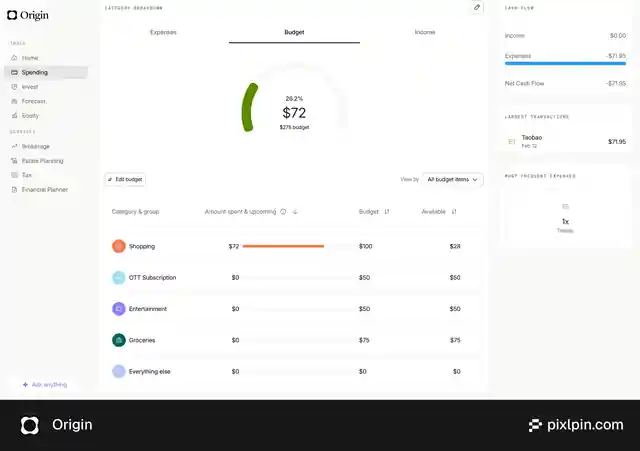 Origin
TOOLS
Home
Spending
Invest
Forecast
Equity
SERVICES
Brokerage
Estate Planning
Tax
Financial Planner
Ask anything
CATEGORY BREAKDOWN
Expenses
Budget
Income
26.2%
$72
$275 budget
Edit budget
View by
All budget items
Category & group
Amount spent & upcoming
Budget
Available
Shopping
$72
$100
$28
OTT Subscription
$0
$50
$50
Entertainment
$0
$50
$50
Groceries
$0
$75
$75
Everything else
$0
$0
$0
CASH FLOW
Income
$0.00
Expenses
-$71.95
Net Cash Flow
-$71.95
LARGEST TRANSACTIONS
Taobao
Feb 12
$71.95
MOST FREQUENT EXPENSES
1x
Origin
pixlpin.com